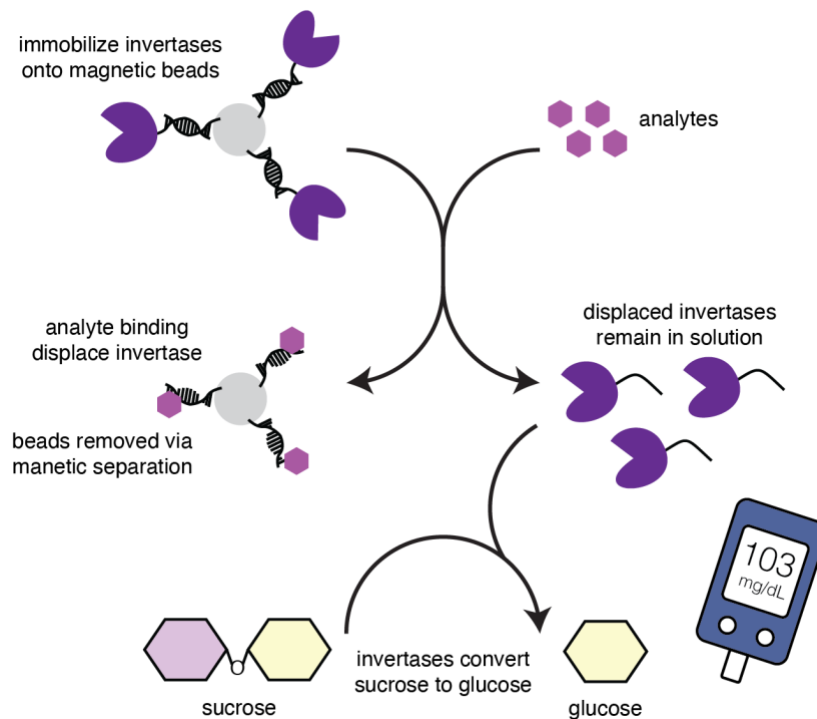 immobilize invertases
onto magnetic beads
analytes
analyte binding
displace invertase
displaced invertases
remain in solution
beads removed via
manetic separation
103
mg/dL
invertases convert
sucrose to glucose
sucrose
glucose